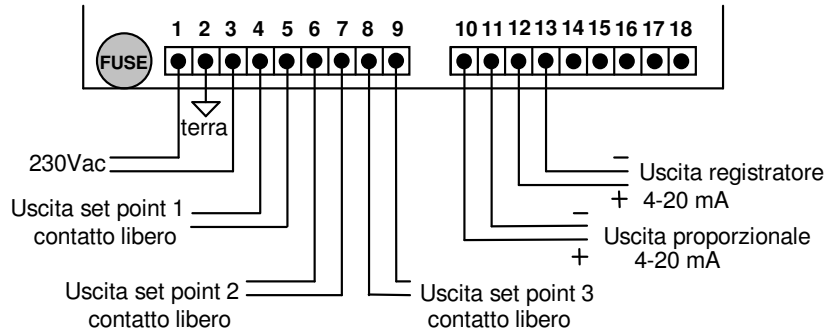 1 2 3 4 5 6 7 8 9 10 11 12 13 14 15 16 17 18
FUSE
terra
230Vac
Uscita set point 1
contatto libero
Uscita set point 2
contatto libero
Uscita set point 3
contatto libero
−
Uscita registratore
+ 4-20 mA
−
Uscita proporzionale
+ 4-20 mA